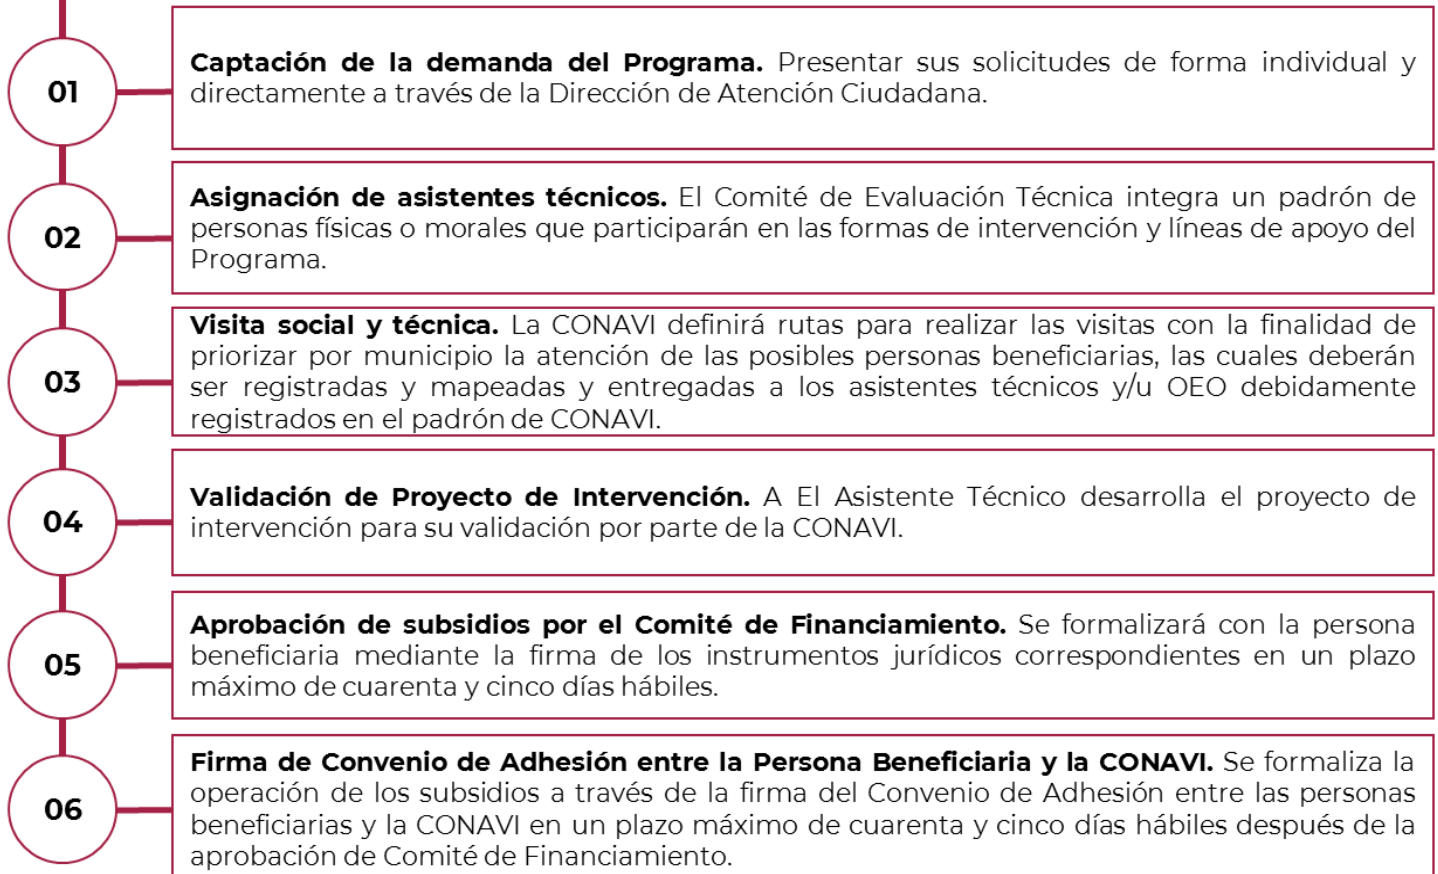 01
Captación de la demanda del Programa. Presentar sus solicitudes de forma individual y
directamente a través de la Dirección de Atención Ciudadana.
02
Asignación de asistentes técnicos. El Comité de Evaluación Técnica integra un padrón de
personas físicas o morales que participarán en las formas de intervención y líneas de apoyo del
Programa.
03
Visita social y técnica. La CONAVI definirá rutas para realizar las visitas con la finalidad de
priorizar por municipio la atención de las posibles personas beneficiarias, las cuales deberán
ser registradas y mapeadas y entregadas a los asistentes técnicos y/u OEO debidamente
registrados en el padrón de CONAVI.
04
Validación de Proyecto de Intervención. A El Asistente Técnico desarrolla el proyecto de
intervención para su validación por parte de la CONAVI.
05
Aprobación de subsidios por el Comité de Financiamiento. Se formalizará con la persona
beneficiaria mediante la firma de los instrumentos jurídicos correspondientes en un plazo
máximo de cuarenta y cinco días hábiles.
06
Firma de Convenio de Adhesión entre la Persona Beneficiaria y la CONAVI. Se formaliza la
operación de los subsidios a través de la firma del Convenio de Adhesión entre las personas
beneficiarias y la CONAVI en un plazo máximo de cuarenta y cinco días hábiles después de la
aprobación de Comité de Financiamiento.